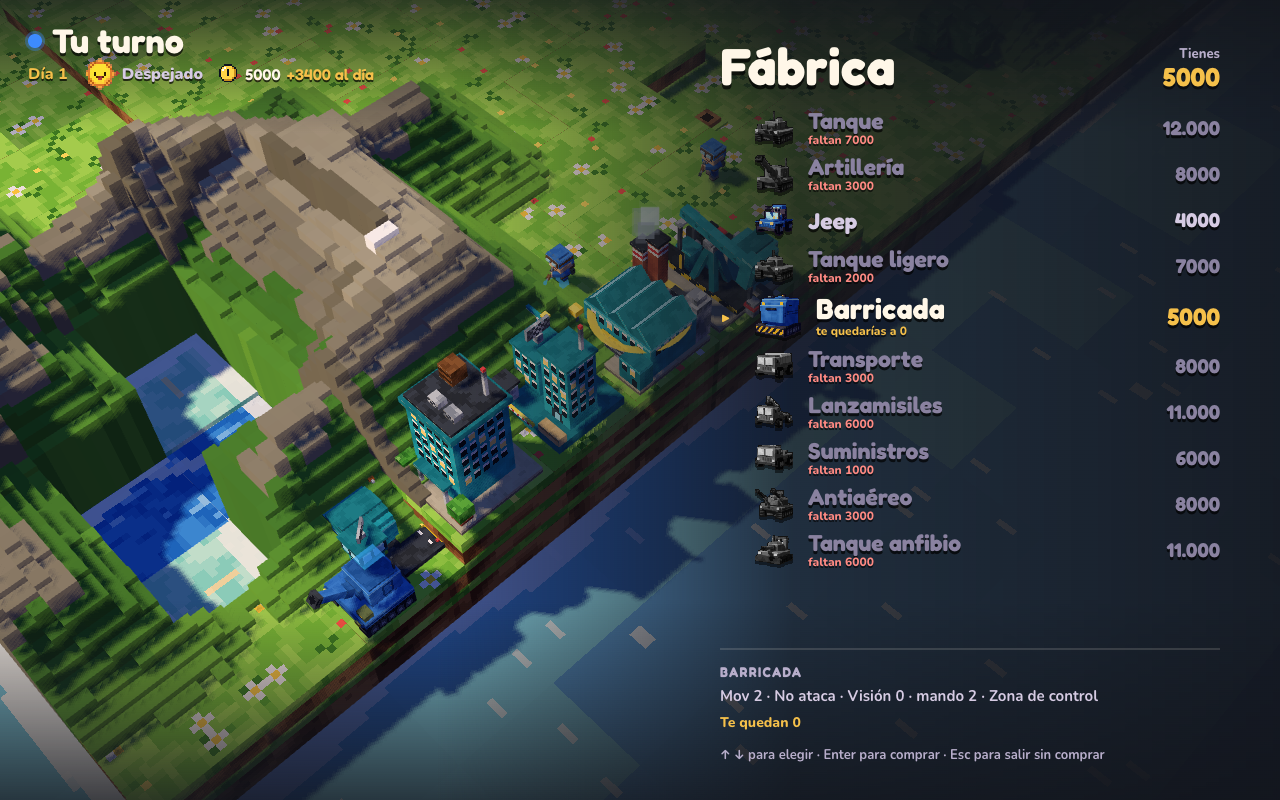 Tu turno
Día 1 Despejado 5000 +3400 al día
Fábrica
Tienes
5000
Tanque 12.000
faltan 7000
Artillería 8000
faltan 3000
Jeep 4000
Tanque ligero 7000
faltan 2000
Barricada 5000
te quedarías a 0
Transporte 8000
faltan 3000
Lanzamisiles 11.000
faltan 6000
Suministros 6000
faltan 1000
Antiaéreo 8000
faltan 3000
Tanque anfibio 11.000
faltan 6000
BARRICADA
Mov 2 · No ataca · Visión 0 · mando 2 · Zona de control
Te quedan 0
↑ ↓ para elegir · Enter para comprar · Esc para salir sin comprar